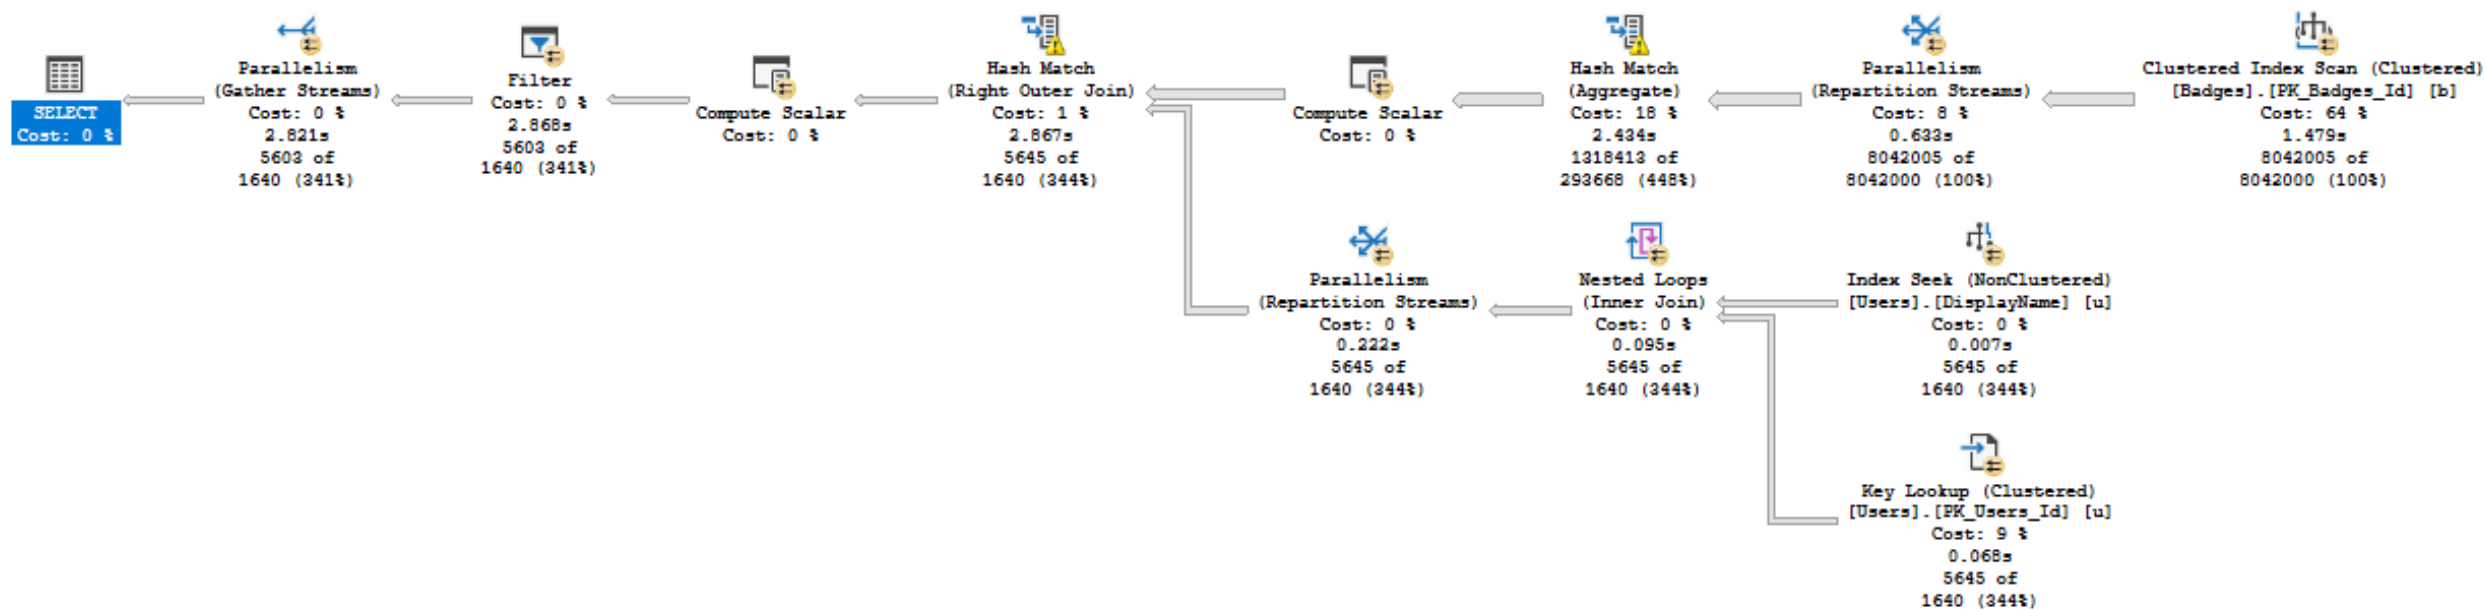 SELECT
Cost: 0 %
Parallelism
(Gather Streams)
Cost: 0 %
2.821s
5603 of
1640 (341%)
Filter
Cost: 0 %
2.868s
5603 of
1640 (341%)
Compute Scalar
Cost: 0 %
Hash Match
(Right Outer Join)
Cost: 1 %
2.867s
5645 of
1640 (344%)
Compute Scalar
Cost: 0 %
Hash Match
(Aggregate)
Cost: 18 %
2.434s
1318413 of
293668 (448%)
Parallelism
(Repartition Streams)
Cost: 8 %
0.633s
8042005 of
8042000 (100%)
Clustered Index Scan (Clustered)
[Badges].[PK_Badges_Id] [b]
Cost: 64 %
1.479s
8042005 of
8042000 (100%)
Parallelism
(Repartition Streams)
Cost: 0 %
0.222s
5645 of
1640 (344%)
Nested Loops
(Inner Join)
Cost: 0 %
0.095s
5645 of
1640 (344%)
Index Seek (NonClustered)
[Users].[DisplayName] [u]
Cost: 0 %
0.007s
5645 of
1640 (344%)
Key Lookup (Clustered)
[Users].[PK_Users_Id] [u]
Cost: 9 %
0.068s
5645 of
1640 (344%)